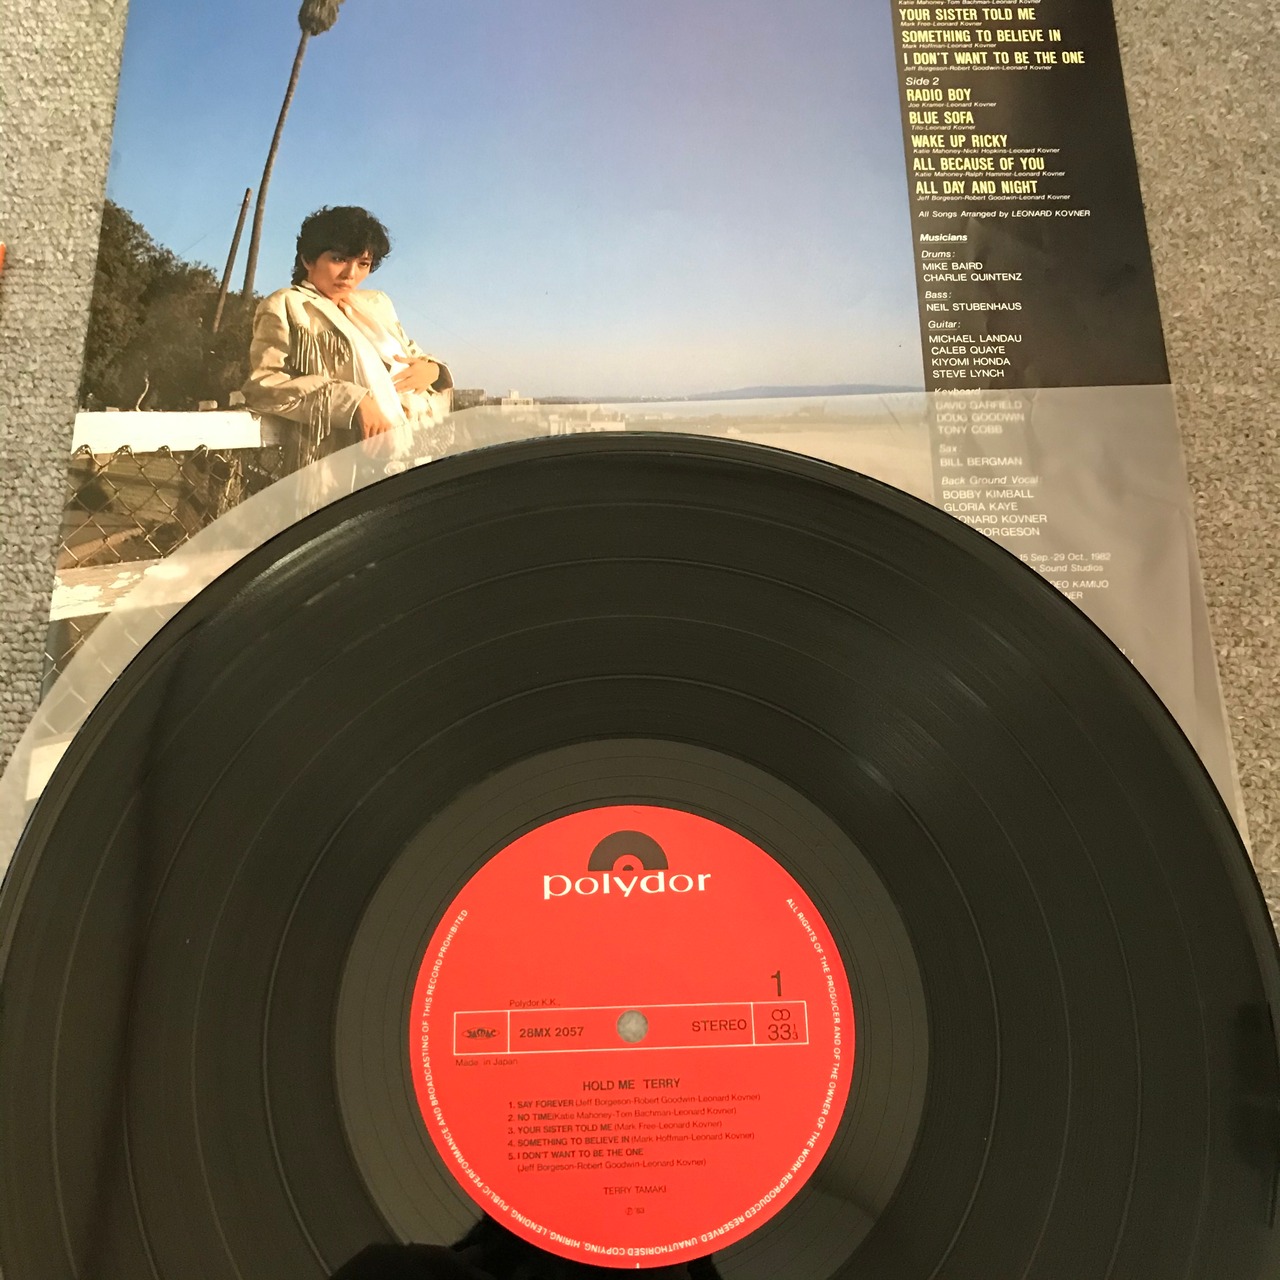 Katie Mahoney-Tom Bachman-Leonard Kovner
YOUR SISTER TOLD ME
Mark Free-Leonard Kovner
SOMETHING TO BELIEVE IN
Mark Hoffman-Leonard Kovner
I DON'T WANT TO BE THE ONE
Jeff Borgeson-Robert Goodwin-Leonard Kovner
Side 2
RADIO BOY
Joe Kramer-Leonard Kovner
BLUE SOFA
Tito-Leonard Kovner
WAKE UP RICKY
Katie Mahoney-Nicki Hopkins-Leonard Kovner
ALL BECAUSE OF YOU
Katie Mahoney-Ralph Hammer-Leonard Kovner
ALL DAY AND NIGHT
Jeff Borgeson-Robert Goodwin-Leonard Kovner
All Songs Arranged by LEONARD KOVNER
Musicians
Drums:
MIKE BAIRD
CHARLIE QUINTENZ
Bass:
NEIL STUBENHAUS
Guitar:
MICHAEL LANDAU
CALEB QUAYE
KIYOMI HONDA
STEVE LYNCH
Keyboard
DAVID GARFIELD
DOUG GOODWIN
TONY COBB
Sax:
BILL BERGMAN
Back Ground Vocal:
BOBBY KIMBALL
GLORIA KAYE
EONARD KOVNER
BORGESON
15 Sep.-29 Oct., 1982
Sound Studios
DEO KAMIJO
NER
polydor
ALL RIGHTS OF THE PRODUCER AND OF THE OWNER OF THE WORK REPRODUCED RESERVED. UNAUTHORISED COPYING, HIRING, LENDING, PUBLIC PERFORMANCE AND BROADCASTING OF THIS RECORD PROHIBITED
1
Polydor K.K.
JASRAC
28MX 2057
STEREO
33 1/3
Made in Japan
HOLD ME TERRY
1. SAY FOREVER (Jeff Borgeson-Robert Goodwin-Leonard Kovner)
2. NO TIME(Katie Mahoney-Tom Bachman-Leonard Kovner)
3. YOUR SISTER TOLD ME (Mark Free-Leonard Kovner)
4. SOMETHING TO BELIEVE IN (Mark Hoffman-Leonard Kovner)
5. I DON'T WANT TO BE THE ONE
(Jeff Borgeson-Robert Goodwin-Leonard Kovner)
TERRY TAMAKI